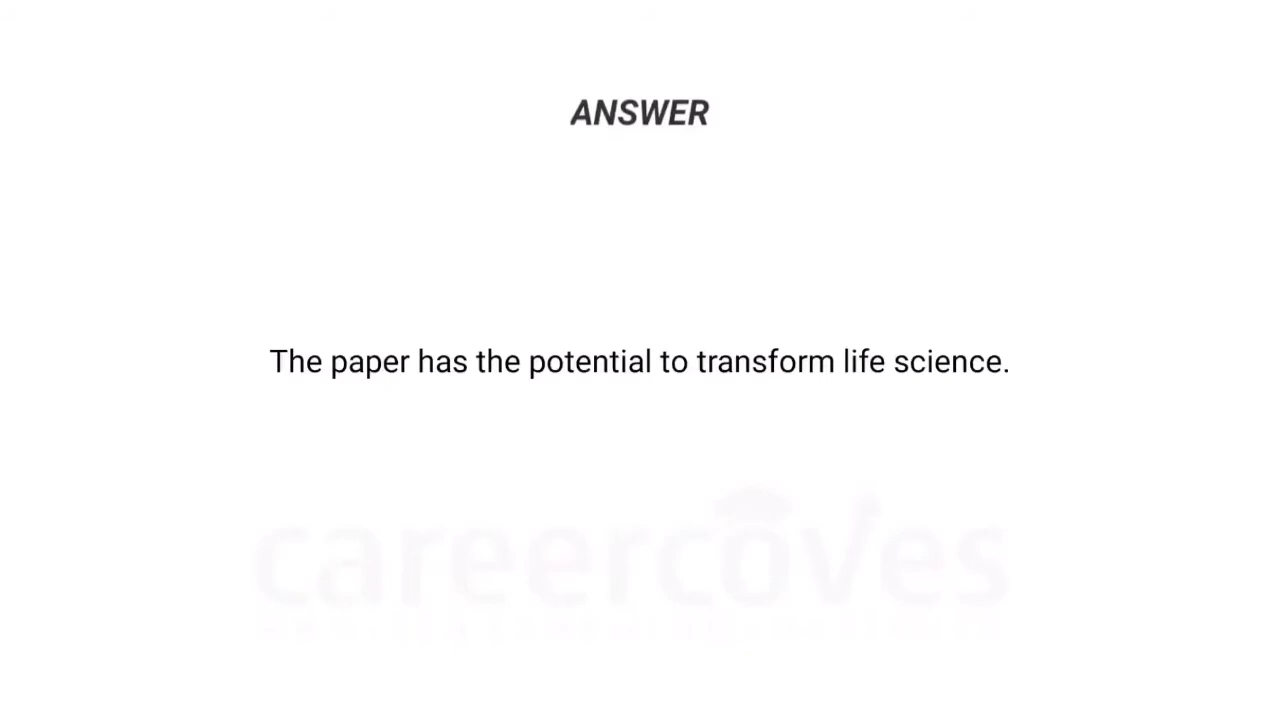 ANSWER
The paper has the potential to transform life science.
careercoves